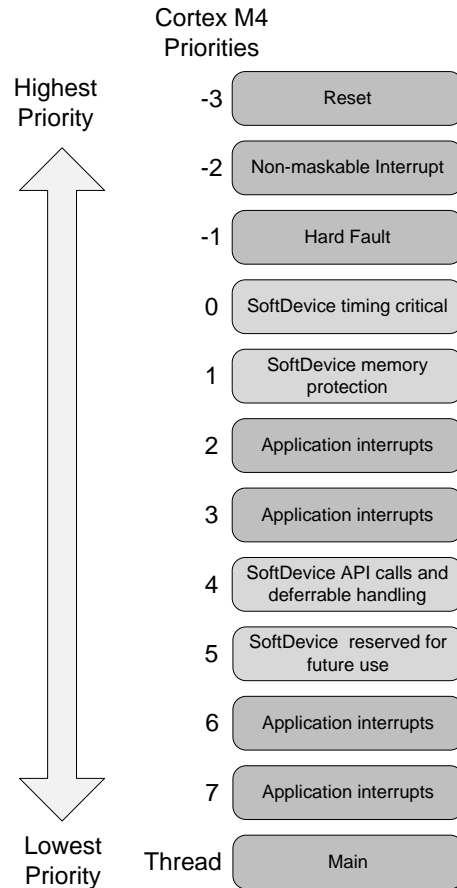 Cortex M4
Priorities
Highest
Priority
-3
Reset
-2
Non-maskable Interrupt
-1
Hard Fault
0
SoftDevice timing critical
1
SoftDevice memory
protection
2
Application interrupts
3
Application interrupts
4
SoftDevice API calls and
deferrable handling
5
SoftDevice  reserved for
future use
6
Application interrupts
7
Application interrupts
Lowest
Priority
Thread
Main